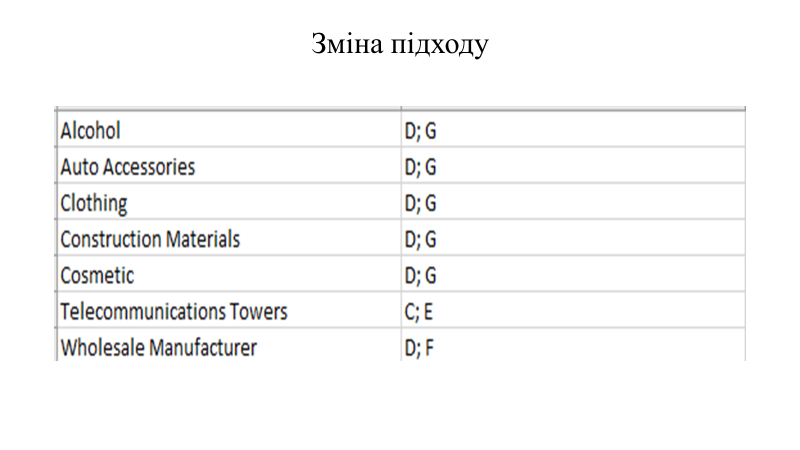 Зміна підходу
Alcohol D; G
Auto Accessories D; G
Clothing D; G
Construction Materials D; G
Cosmetic D; G
Telecommunications Towers C; E
Wholesale Manufacturer D; F